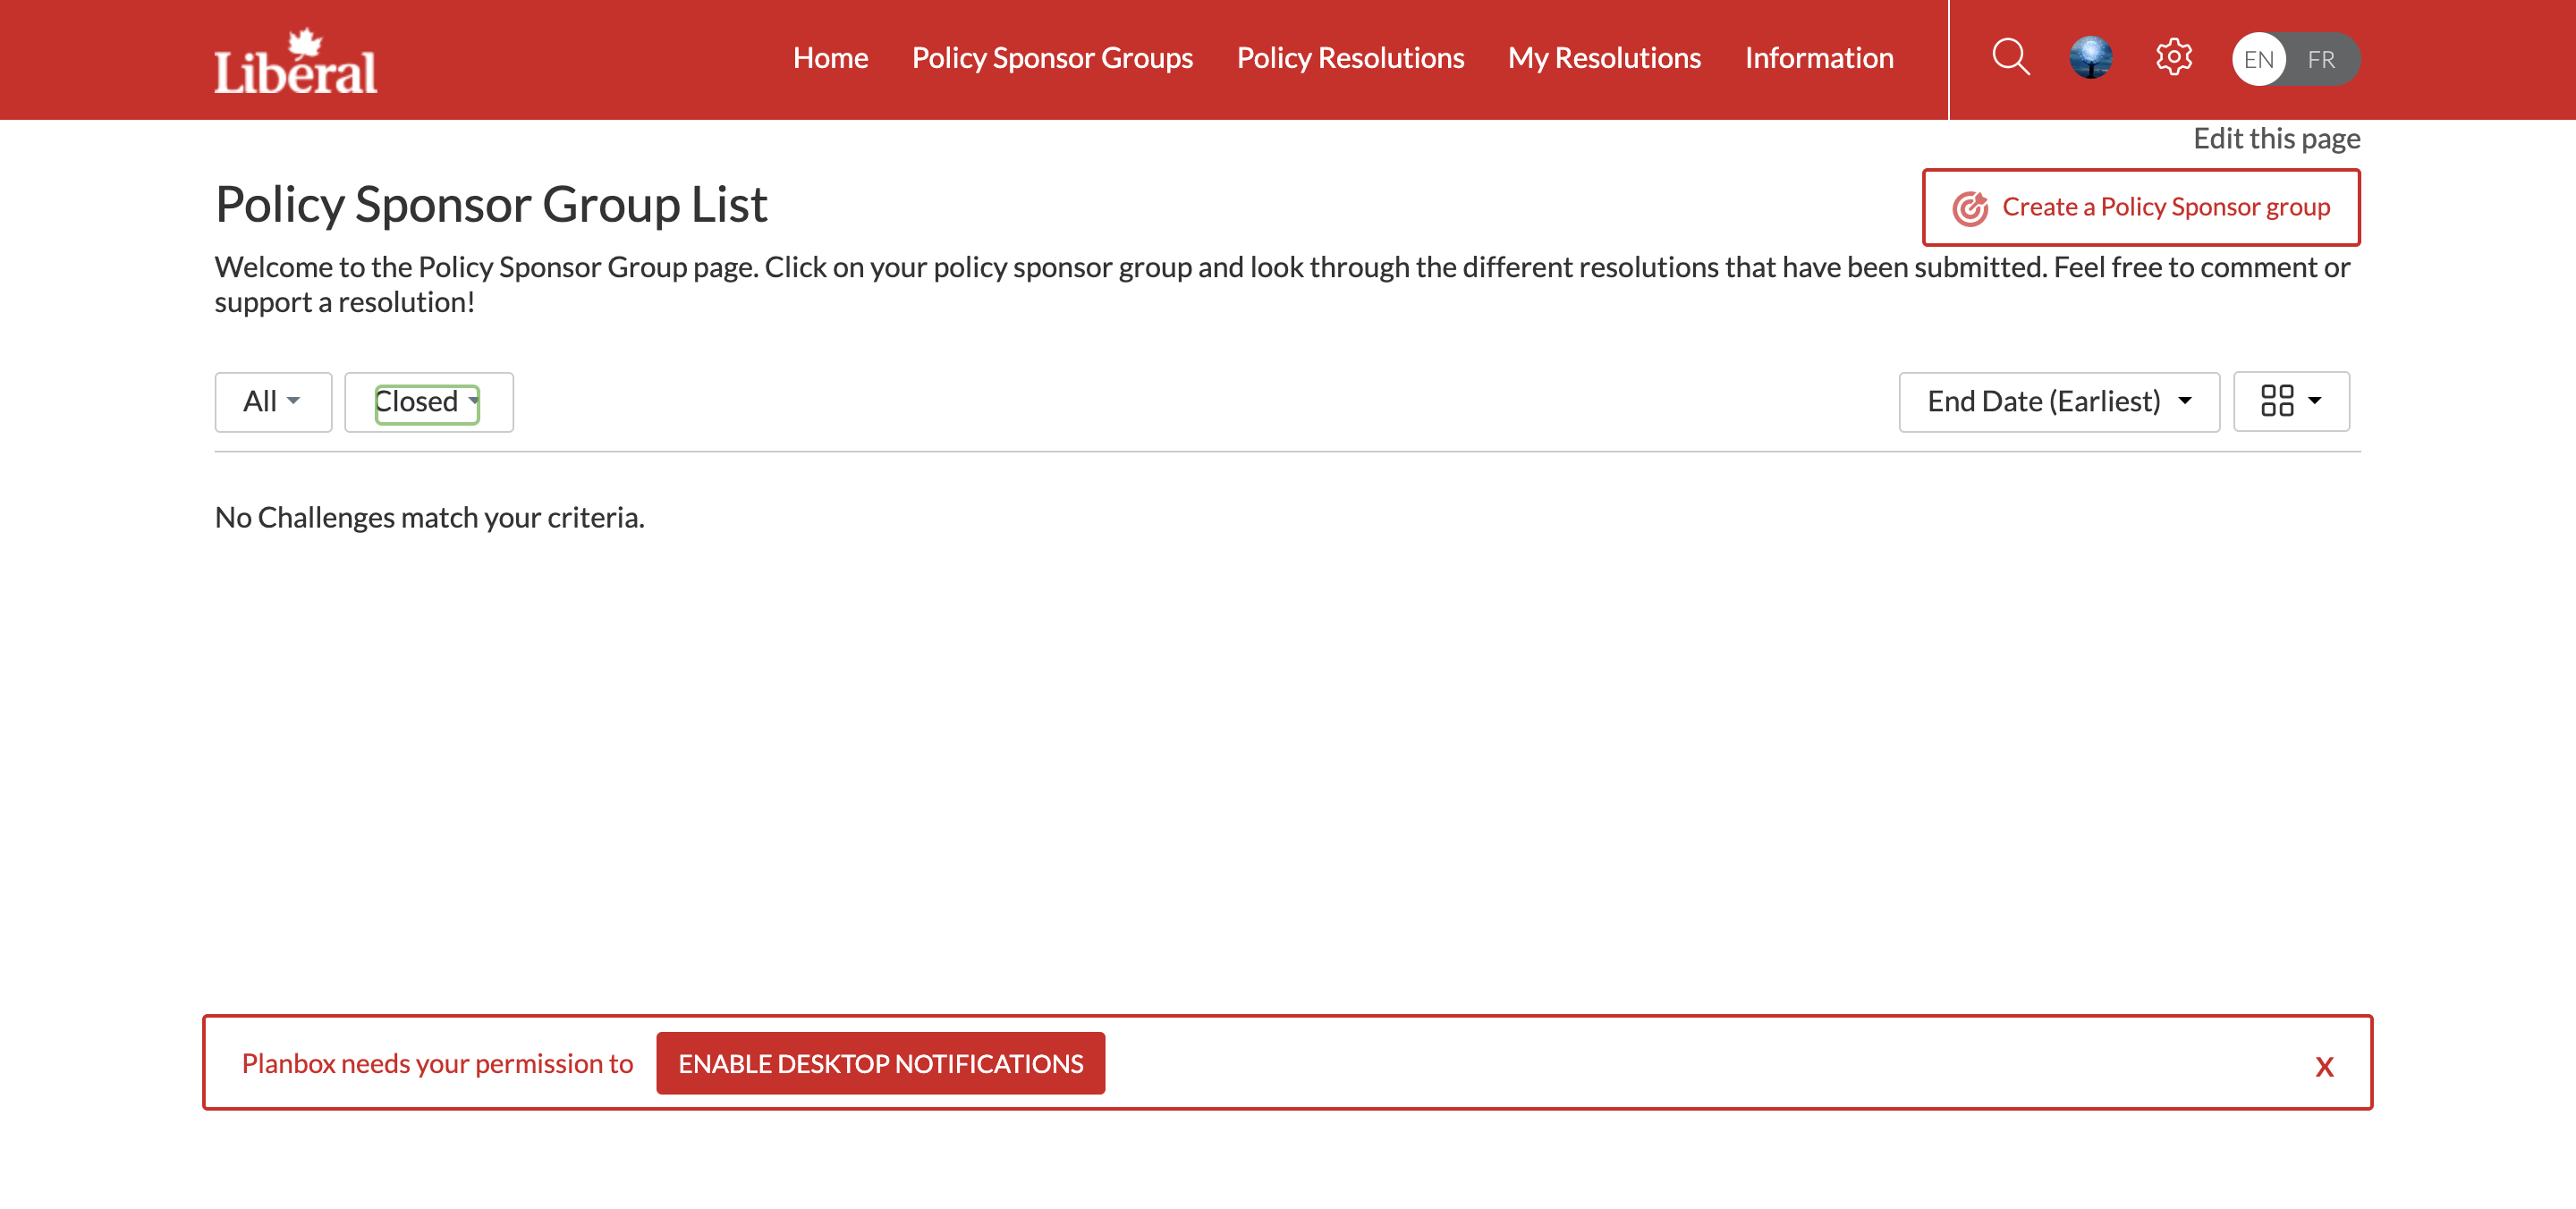 Liberal
Home Policy Sponsor Groups Policy Resolutions My Resolutions Information EN FR
Edit this page
Policy Sponsor Group List
Create a Policy Sponsor group
Welcome to the Policy Sponsor Group page. Click on your policy sponsor group and look through the different resolutions that have been submitted. Feel free to comment or
support a resolution!
All Closed End Date (Earliest)
No Challenges match your criteria.
Planbox needs your permission to ENABLE DESKTOP NOTIFICATIONS X